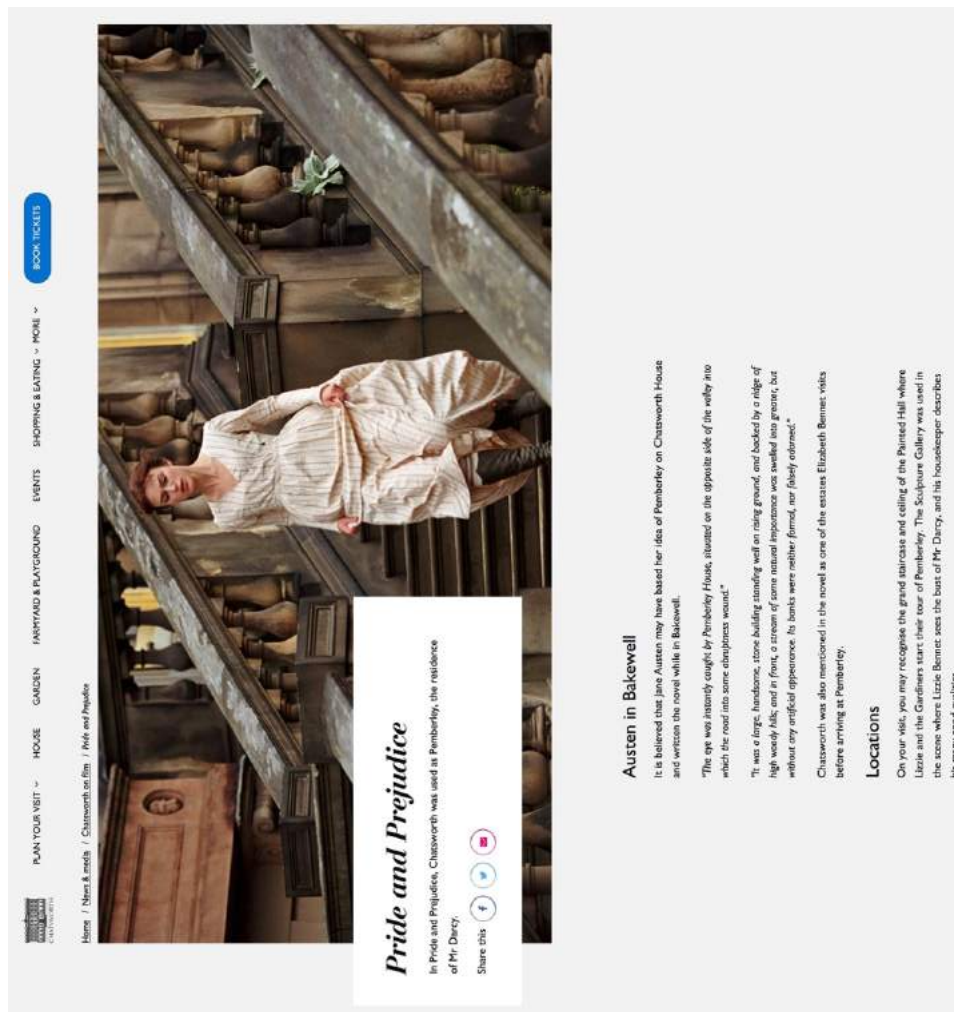 CHATSWORTH
PLAN YOUR VISIT
HOUSE
GARDEN
FARMYARD & PLAYGROUND
EVENTS
SHOPPING & EATING
MORE
BOOK TICKETS
Home / News & media / Chatsworth on film / Pride and Prejudice
Pride and Prejudice
In Pride and Prejudice, Chatsworth was used as Pemberley, the residence
of Mr Darcy.
Share this
Austen in Bakewell
It is believed that Jane Austen may have based her idea of Pemberley on Chatsworth House
and written the novel while in Bakewell.
"The eye was instantly caught by Pemberley House, situated on the opposite side of the valley into
which the road into some abruptness wound."
"It was a large, handsome, stone building standing well on rising ground, and backed by a ridge of
high woody hills; and in front, a stream of some natural importance was swelled into greater, but
without any artificial appearance. Its banks were neither formed, nor falsely adorned."
Chatsworth was also mentioned in the novel as one of the estates Elizabeth Bennet visits
before arriving at Pemberley.
Locations
On your visit, you may recognise the grand staircase and ceiling of the Painted Hall where
Lizzie and the Gardiners start their tour of Pemberley. The Sculpture Gallery was used in
the scene where Lizzie Bennet sees the bust of Mr Darcy, and his housekeeper describes